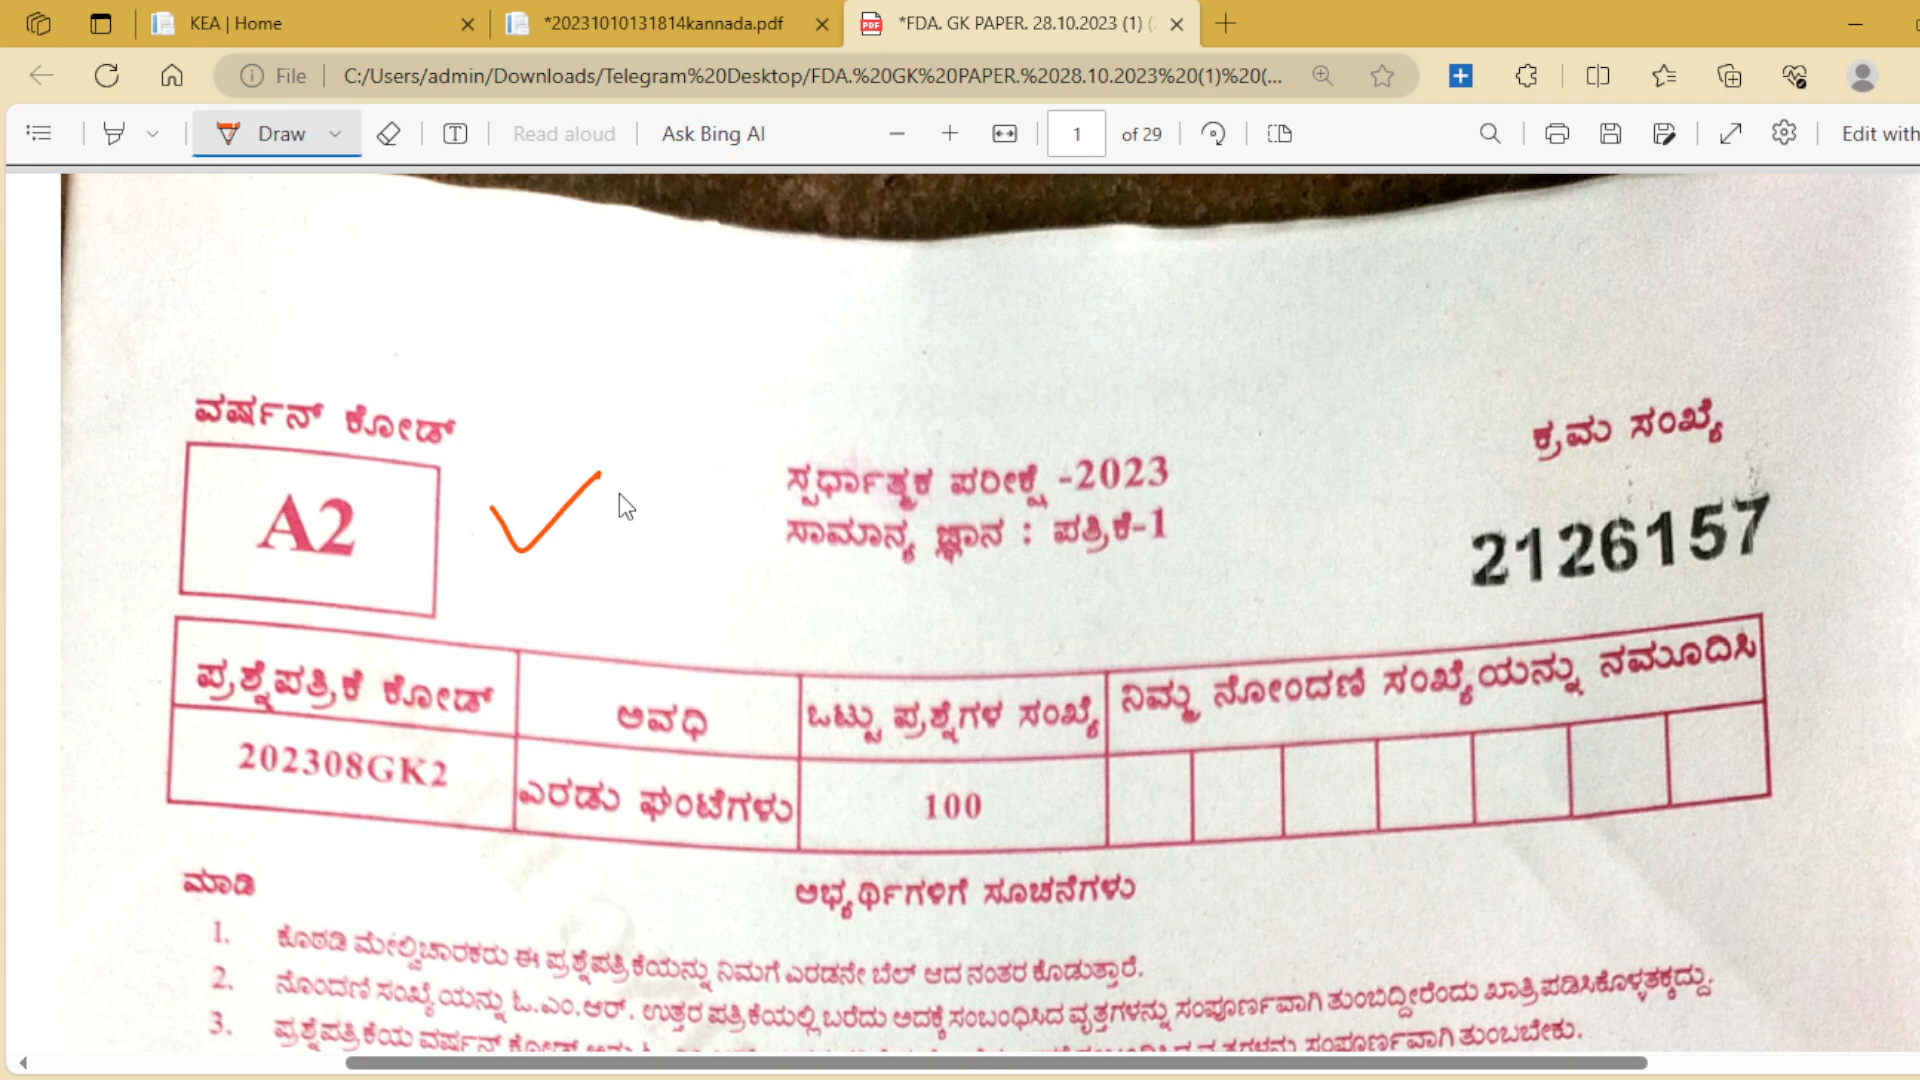 KEA | Home
*20231010131814kannada.pdf
*FDA. GK PAPER. 28.10.2023 (1) (
File
C:/Users/admin/Downloads/Telegram%20Desktop/FDA.%20GK%20PAPER.%2028.10.2023%20(1)%20(...
Draw
Read aloud
Ask Bing AI
1 of 29
Edit with
ವರ್ಷನ್ ಕೋಡ್
A2
ಸ್ಪರ್ಧಾತ್ಮಕ ಪರೀಕ್ಷೆ -2023
ಸಾಮಾನ್ಯ ಜ್ಞಾನ : ಪತ್ರಿಕೆ-1
ಕ್ರಮ ಸಂಖ್ಯೆ
2126157
ಪ್ರಶ್ನೆಪತ್ರಿಕೆ ಕೋಡ್ ಅವಧಿ ಒಟ್ಟು ಪ್ರಶ್ನೆಗಳ ಸಂಖ್ಯೆ ನಿಮ್ಮ ನೋಂದಣಿ ಸಂಖ್ಯೆಯನ್ನು ನಮೂದಿಸಿ
202308GK2 ಎರಡು ಘಂಟೆಗಳು 100
ಮಾಡಿ
ಅಭ್ಯರ್ಥಿಗಳಿಗೆ ಸೂಚನೆಗಳು
1. ಕೊಠಡಿ ಮೇಲ್ವಿಚಾರಕರು ಈ ಪ್ರಶ್ನೆಪತ್ರಿಕೆಯನ್ನು ನಿಮಗೆ ಎರಡನೇ ಬೆಲ್ ಆದ ನಂತರ ಕೊಡುತ್ತಾರೆ.
2. ನೊಂದಣಿ ಸಂಖ್ಯೆಯನ್ನು ಓ.ಎಂ.ಆರ್. ಉತ್ತರ ಪತ್ರಿಕೆಯಲ್ಲಿ ಬರೆದು ಅದಕ್ಕೆ ಸಂಬಂಧಿಸಿದ ವೃತ್ತಗಳನ್ನು ಸಂಪೂರ್ಣವಾಗಿ ತುಂಬಿದ್ದೀರೆಂದು ಖಾತ್ರಿಪಡಿಸಿಕೊಳ್ಳತಕ್ಕದ್ದು.
3. ಪ್ರಶ್ನೆಪತ್ರಿಕೆಯ ವರ್ಷನ್ ಕೋಡ್ ಸಂಪೂರ್ಣವಾಗಿ ತುಂಬಬೇಕು.